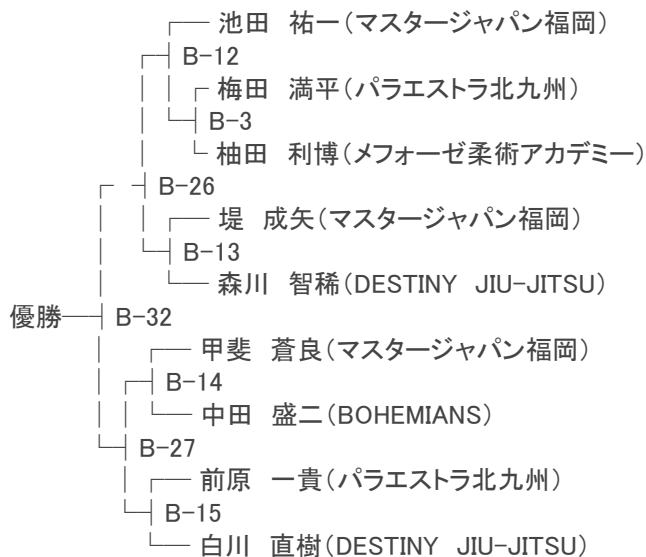 池田　祐一（マスタージャパン福岡）
B-12
梅田　満平（パラエストラ北九州）
B-3
柚田　利博（メフォーゼ柔術アカデミー）
B-26
堤　成矢（マスタージャパン福岡）
B-13
森川　智稀（DESTINY　JIU-JITSU）
優勝 B-32
甲斐　蒼良（マスタージャパン福岡）
B-14
中田　盛二（BOHEMIANS）
B-27
前原　一貴（パラエストラ北九州）
B-15
白川　直樹（DESTINY　JIU-JITSU）